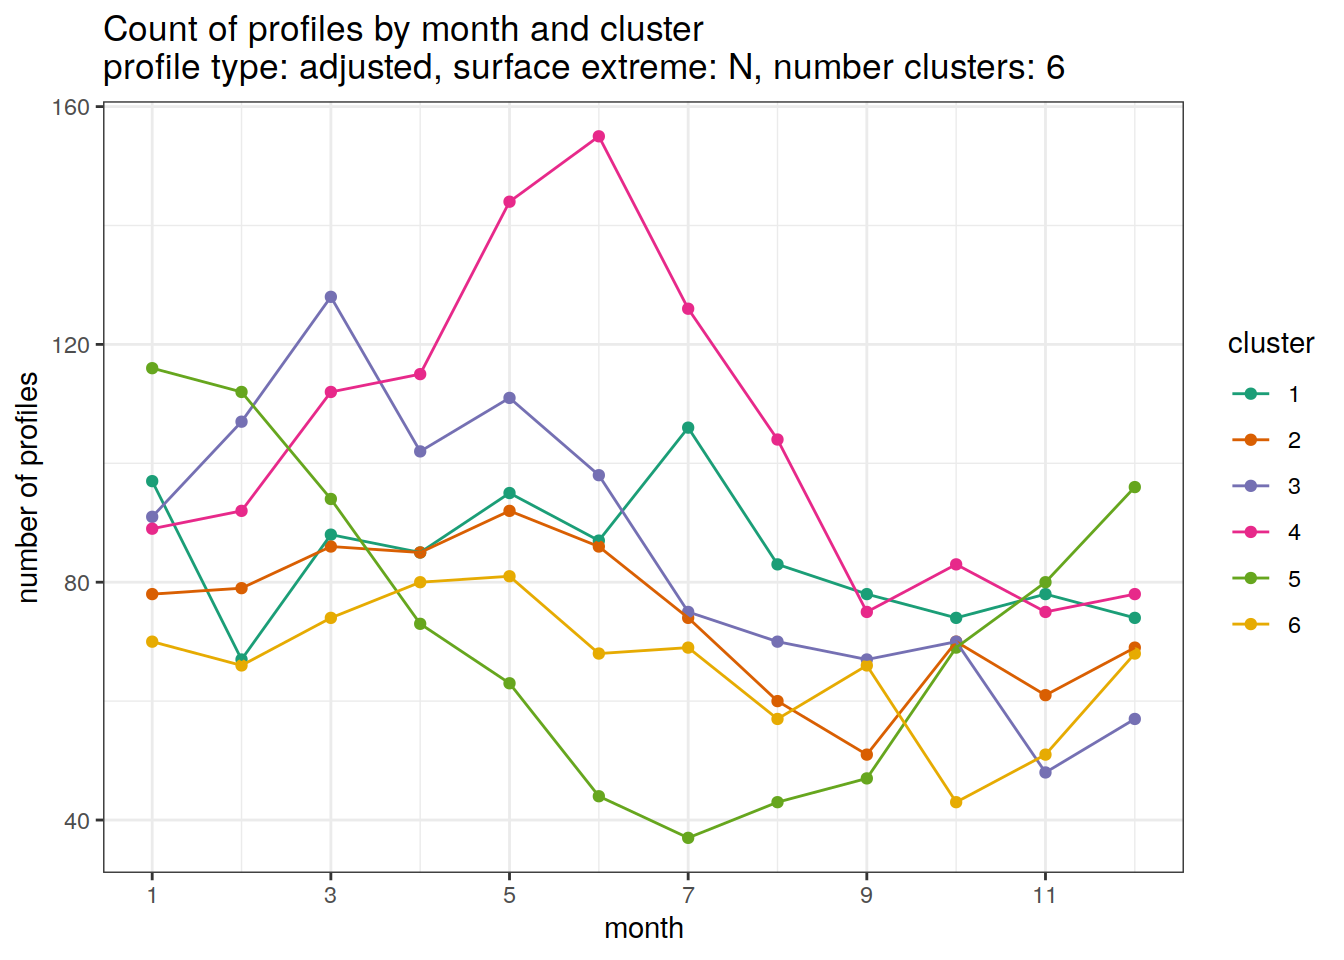 Count of profiles by month and cluster
profile type: adjusted, surface extreme: N, number clusters: 6
160
120
80
40
number of profiles
1 3 5 7 9 11
month
cluster
1
2
3
4
5
6